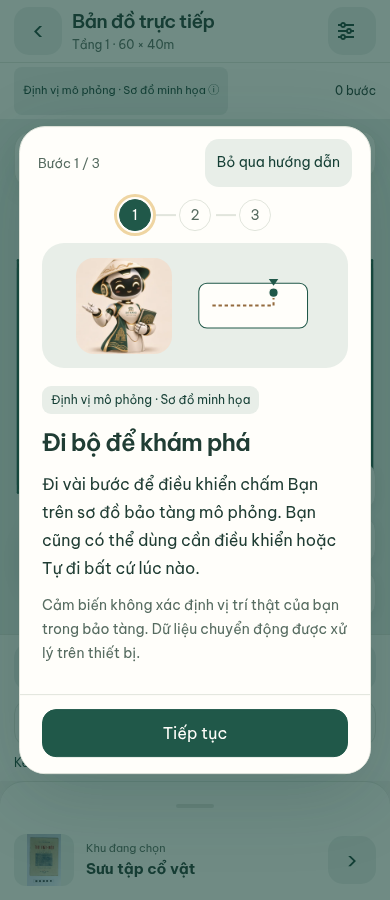 Bản đồ trực tiếp
Tầng 1 · 60 × 40m
Định vị mô phỏng · Sơ đồ minh họa ⓘ
0 bước
Bước 1 / 3
Bỏ qua hướng dẫn
1
2
3
Định vị mô phỏng · Sơ đồ minh họa
Đi bộ để khám phá
Đi vài bước để điều khiển chấm Bạn
trên sơ đồ bảo tàng mô phỏng. Bạn
cũng có thể dùng cần điều khiển hoặc
Tự đi bất cứ lúc nào.
Cảm biến không xác định vị trí thật của bạn
trong bảo tàng. Dữ liệu chuyển động được xử
lý trên thiết bị.
Tiếp tục
Khu đang chọn
Sưu tập cổ vật